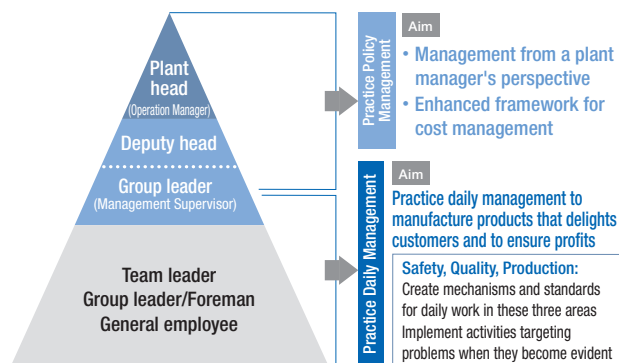 Plant
head
(Operation Manager)
Deputy head
Group leader
(Management Supervisor)
Team leader
Group leader/Foreman
General employee
Practice Policy
Management
Aim
• Management from a plant
manager's perspective
• Enhanced framework for
cost management
Practice Daily Management
Aim
Practice daily management to
manufacture products that delights
customers and to ensure profits
Safety, Quality, Production:
Create mechanisms and standards
for daily work in these three areas
Implement activities targeting
problems when they become evident